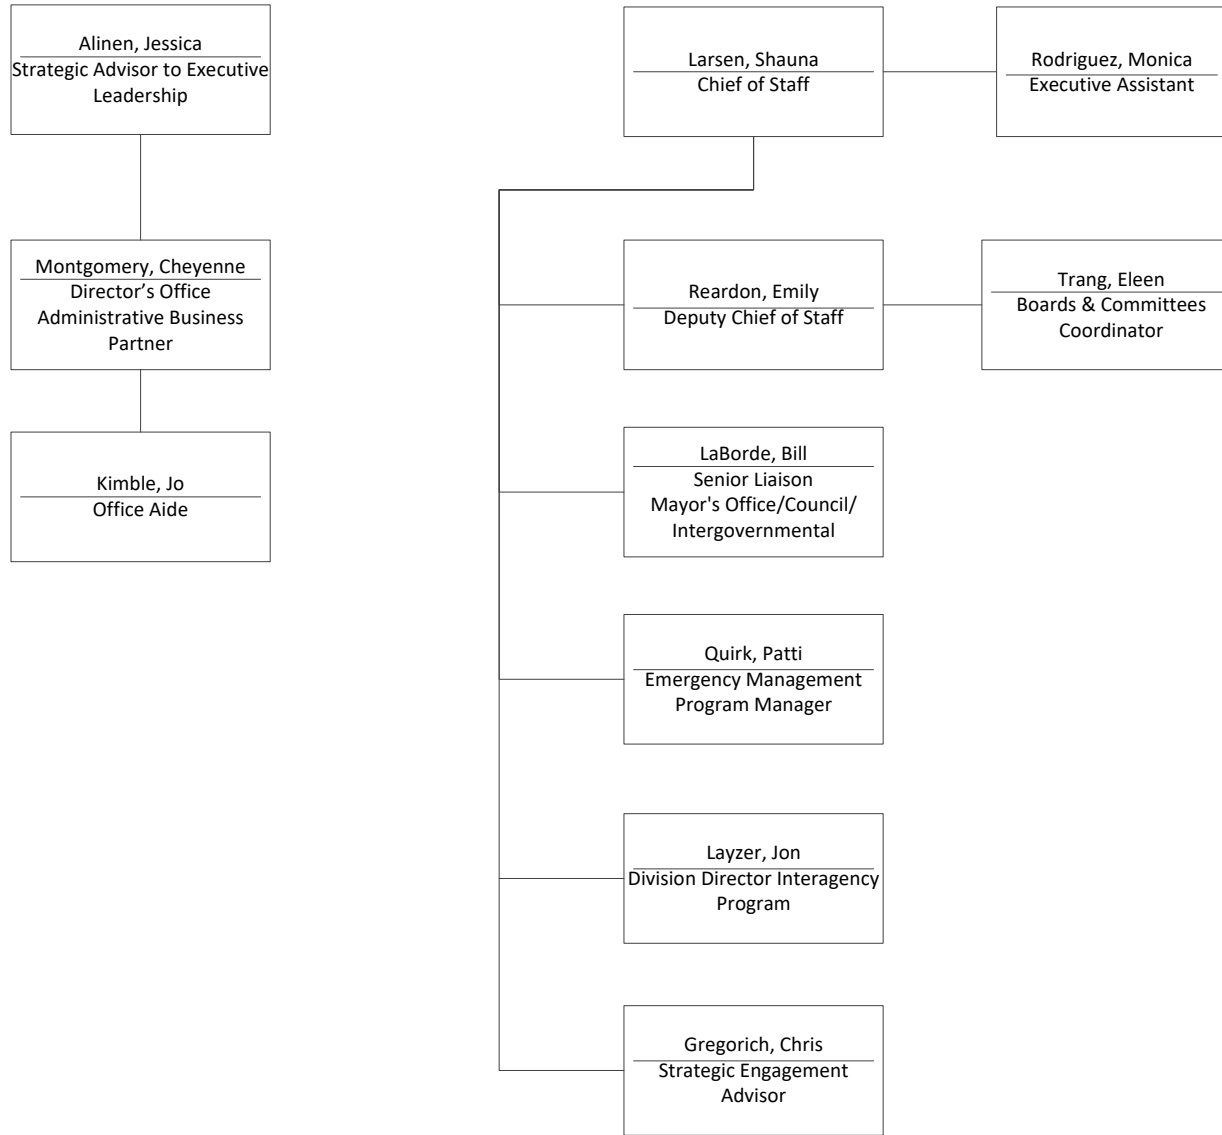 Alinen, Jessica
Strategic Advisor to Executive
Leadership
Larsen, Shauna
Chief of Staff
Rodriguez, Monica
Executive Assistant
Montgomery, Cheyenne
Director’s Office
Administrative Business
Partner
Reardon, Emily
Deputy Chief of Staff
Trang, Eleen
Boards & Committees
Coordinator
Kimble, Jo
Office Aide
LaBorde, Bill
Senior Liaison
Mayor's Office/Council/
Intergovernmental
Quirk, Patti
Emergency Management
Program Manager
Layzer, Jon
Division Director Interagency
Program
Gregorich, Chris
Strategic Engagement
Advisor